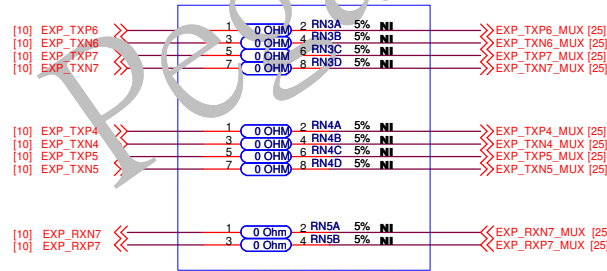 [10] EXP_TXP6 1 0 OHM 2 RN3A 5% NI EXP_TXP6_MUX [25]
[10] EXP_TXN6 3 0 OHM 4 RN3B 5% NI EXP_TXN6_MUX [25]
[10] EXP_TXP7 5 0 OHM 6 RN3C 5% NI EXP_TXP7_MUX [25]
[10] EXP_TXN7 7 0 OHM 8 RN3D 5% NI EXP_TXN7_MUX [25]
[10] EXP_TXP4 1 0 OHM 2 RN4A 5% NI EXP_TXP4_MUX [25]
[10] EXP_TXN4 3 0 OHM 4 RN4B 5% NI EXP_TXN4_MUX [25]
[10] EXP_TXP5 5 0 OHM 6 RN4C 5% NI EXP_TXP5_MUX [25]
[10] EXP_TXN5 7 0 OHM 8 RN4D 5% NI EXP_TXN5_MUX [25]
[10] EXP_RXN7 1 0 Ohm 2 RN5A 5% NI EXP_RXN7_MUX [25
[10] EXP_RXP7 3 0 Ohm 4 RN5B 5% NI EXP_RXP7_MUX [25]